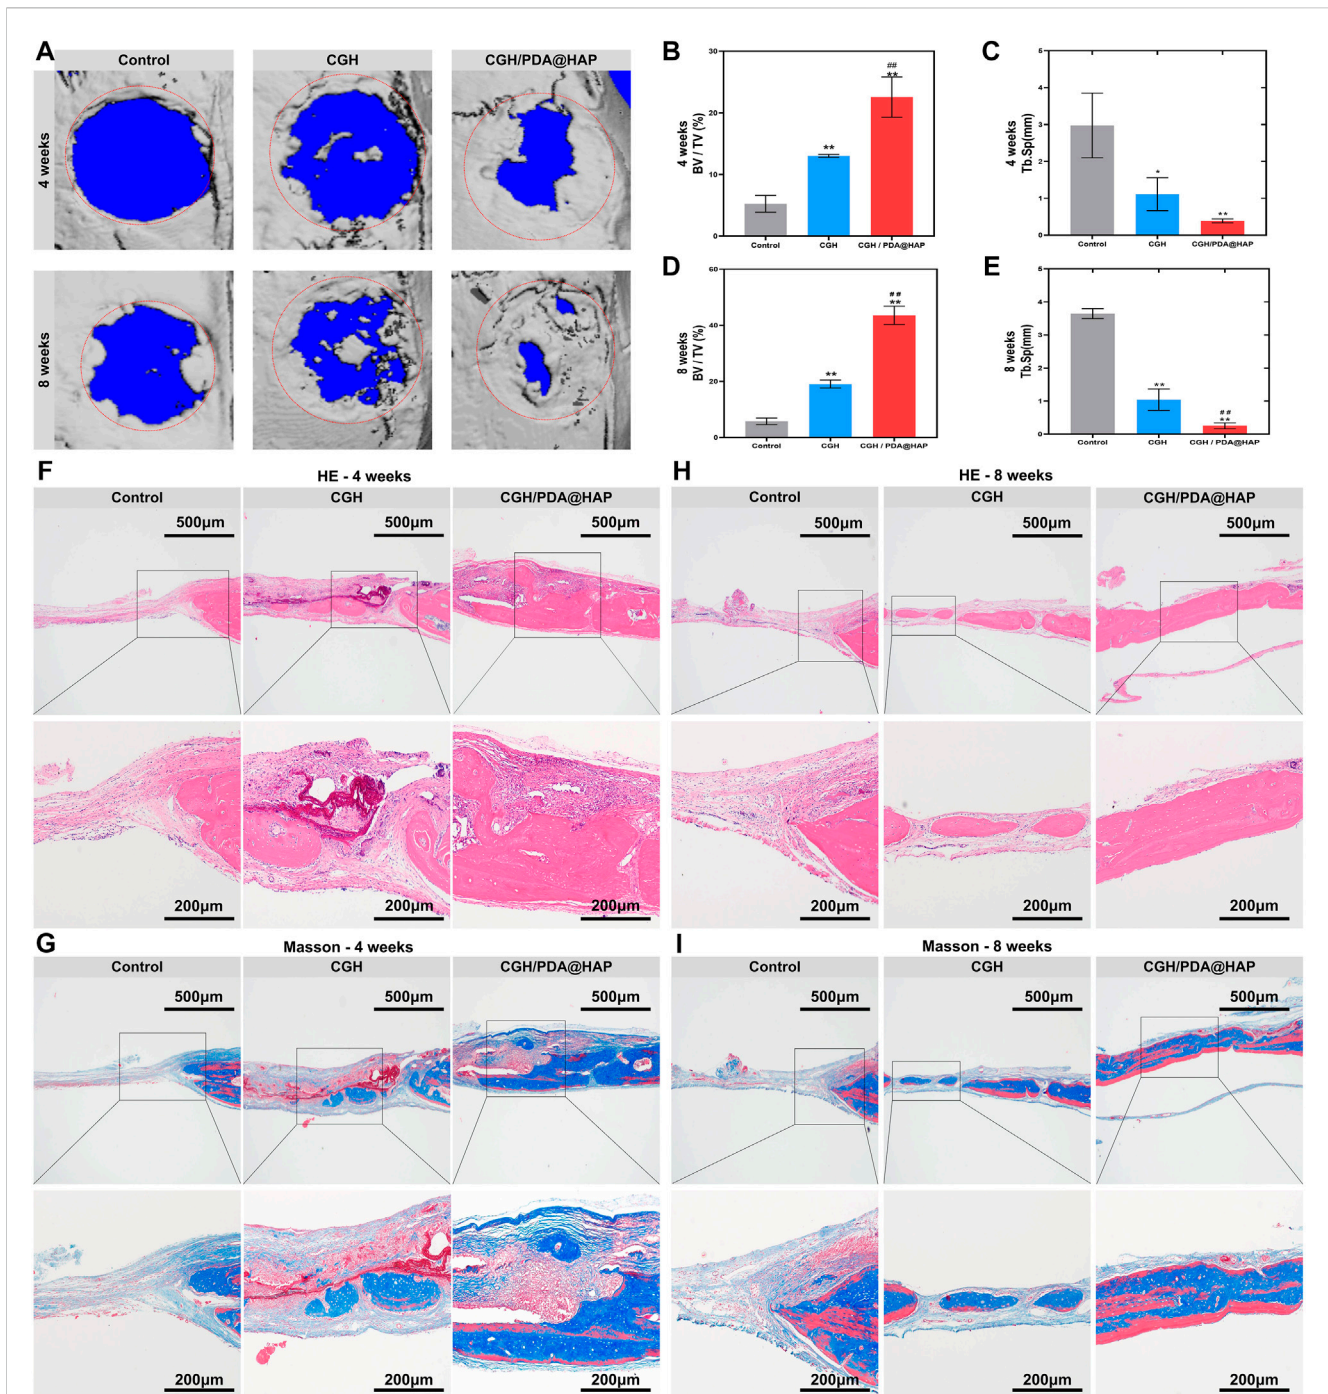 A
Control
CGH
CGH/PDA@HAP
4 weeks
8 weeks
B
4 weeks
BV / TV (%)
30
20
10
0
**
##
**
Control
CGH
CGH / PDA@HAP
C
4 weeks
Tb.Sp(mm)
5
4
3
2
1
0
*
**
Control
CGH
CGH/PDA@HAP
D
8 weeks
BV / TV (%)
60
40
20
0
**
##
**
Control
CGH
CGH / PDA@HAP
E
8 weeks
Tb.Sp(mm)
5
4
3
2
1
0
**
##
**
Control
CGH
CGH / PDA@HAP
F
HE - 4 weeks
Control
CGH
CGH/PDA@HAP
500µm
500µm
500µm
200µm
200µm
200µm
H
HE - 8 weeks
Control
CGH
CGH/PDA@HAP
500µm
500µm
500µm
200µm
200µm
200µm
G
Masson - 4 weeks
Control
CGH
CGH/PDA@HAP
500µm
500µm
500µm
200µm
200µm
200µm
I
Masson - 8 weeks
Control
CGH
CGH/PDA@HAP
500µm
500µm
500µm
200µm
200µm
200µm